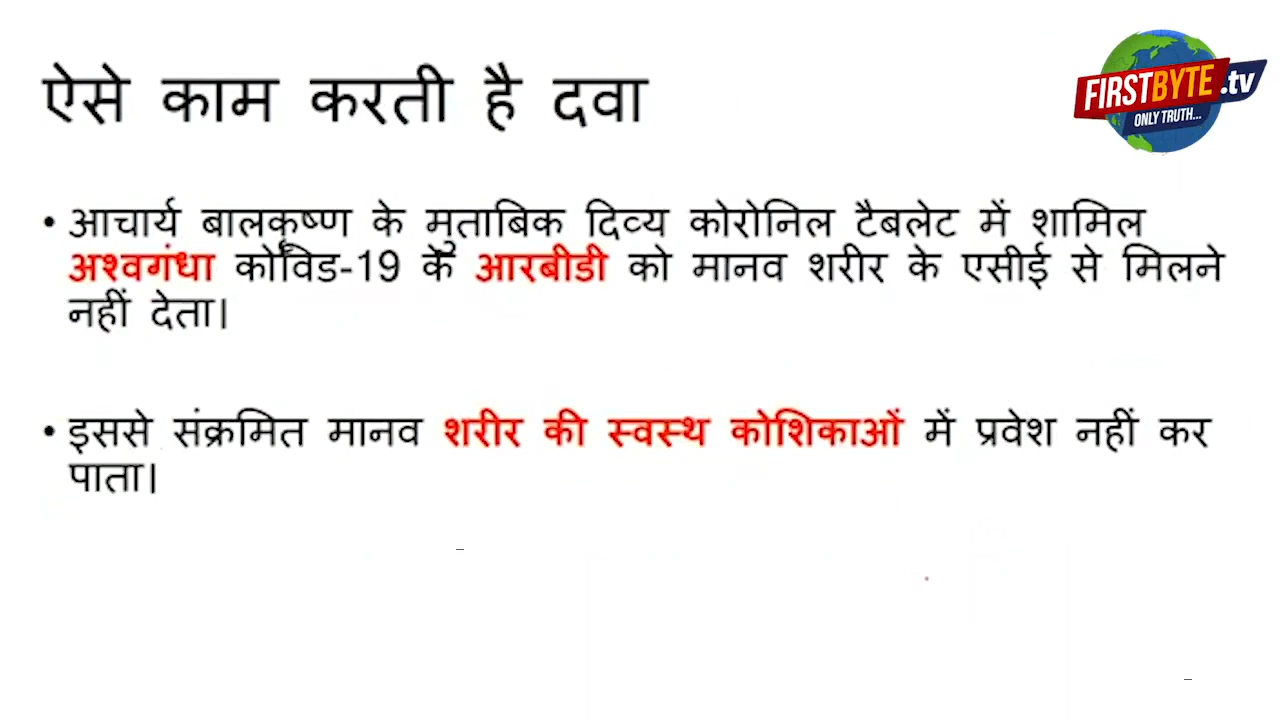 ऐसे काम करती है दवा
FIRSTBYTE.tv
ONLY TRUTH...
• आचार्य बालकृष्ण के मुताबिक दिव्य कोरोनिल टैबलेट में शामिल
अश्वगंधा कोविड-19 के आरबीडी को मानव शरीर के एसीई से मिलने
नहीं देता।
• इससे संक्रमित मानव शरीर की स्वस्थ कोशिकाओं में प्रवेश नहीं कर
पाता।